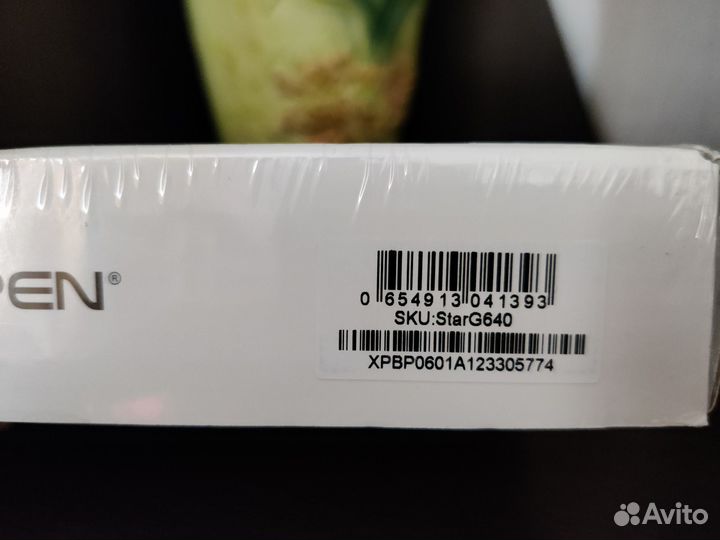 PEN®
0 654913 041393
SKU:StarG640
XPBP0601A123305774
Avito